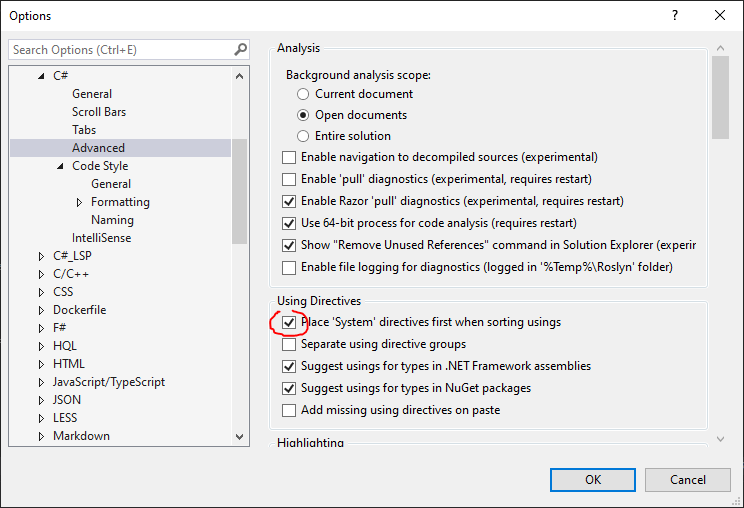 Options
Search Options (Ctrl+E)
C#
General
Scroll Bars
Tabs
Advanced
Code Style
General
Formatting
Naming
IntelliSense
C#_LSP
C/C++
CSS
Dockerfile
F#
HQL
HTML
JavaScript/TypeScript
JSON
LESS
Markdown
Analysis
Background analysis scope:
Current document
Open documents
Entire solution
Enable navigation to decompiled sources (experimental)
Enable 'pull' diagnostics (experimental, requires restart)
Enable Razor 'pull' diagnostics (experimental, requires restart)
Use 64-bit process for code analysis (requires restart)
Show "Remove Unused References" command in Solution Explorer (experir
Enable file logging for diagnostics (logged in '%Temp%\Roslyn' folder)
Using Directives
Place 'System' directives first when sorting usings
Separate using directive groups
Suggest usings for types in .NET Framework assemblies
Suggest usings for types in NuGet packages
Add missing using directives on paste
Highlighting
OK
Cancel